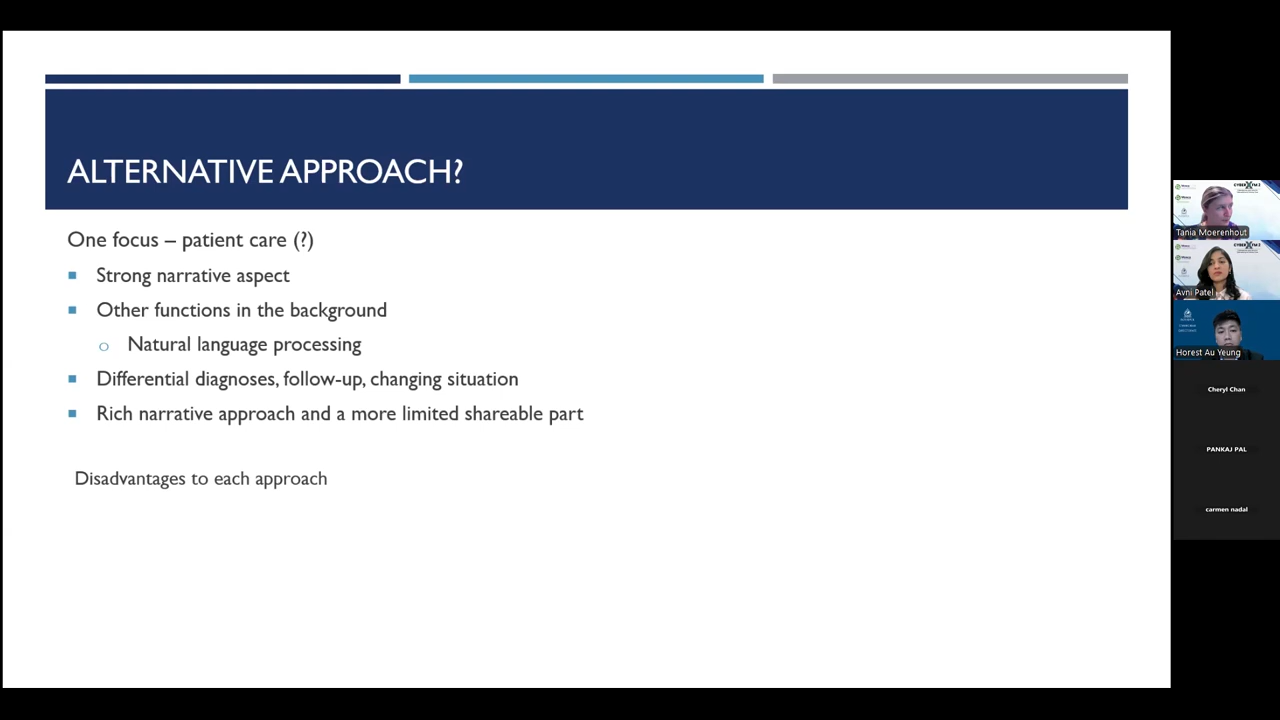 ALTERNATIVE APPROACH?
One focus – patient care (?)
Strong narrative aspect
Other functions in the background
Natural language processing
Differential diagnoses, follow-up, changing situation
Rich narrative approach and a more limited shareable part
Disadvantages to each approach
Tania Moerenhout
Avni Patel
Horest Au Yeung
Cheryl Chan
PANKAJ PAL
carmen nadal